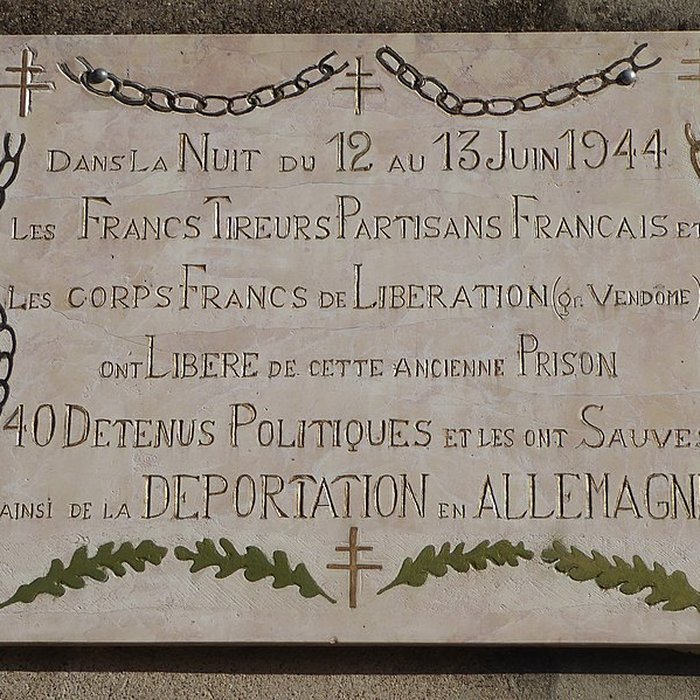 DANS LA NUIT DU 12 AU 13 JUIN 1944
LES FRANCS TIREURS PARTISANS FRANCAIS ET
LES CORPS FRANCS DE LIBERATION (gr. VENDOME)
ONT LIBERE DE CETTE ANCIENNE PRISON
40 DETENUS POLITIQUES ET LES ONT SAUVES
AINSI DE LA DEPORTATION EN ALLEMAGN